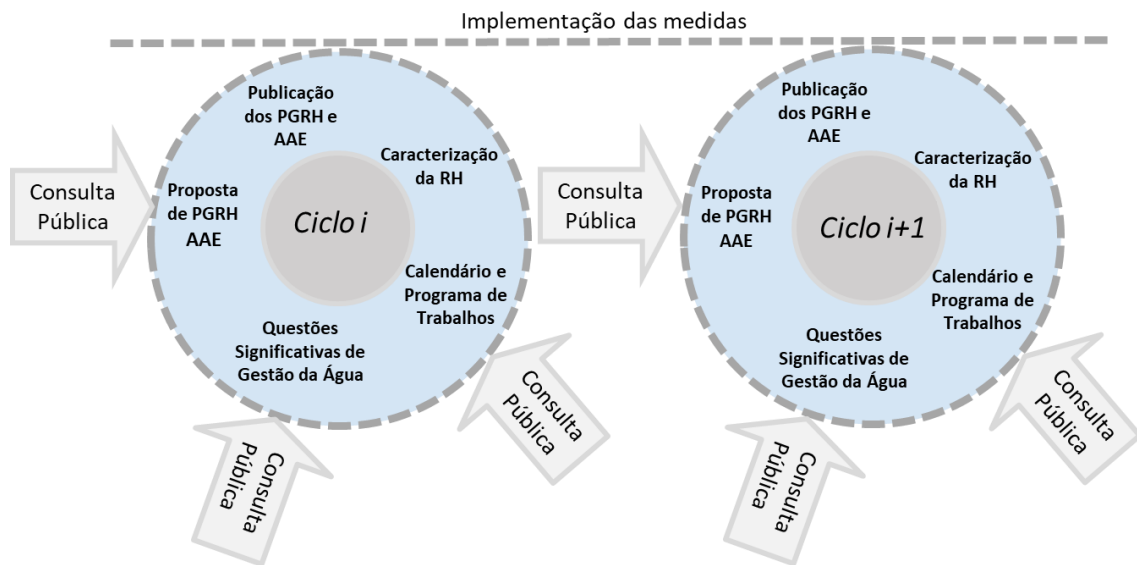 Implementação das medidas
Publicação
dos PGRH e
AAE
Caracterização
da RH
Calendário e
Programa de
Trabalhos
Questões
Significativas de
Gestão da Água
Proposta
de PGRH
AAE
Ciclo i
Consulta
Pública
Consulta
Pública
Consulta
Pública
Publicação
dos PGRH e
AAE
Caracterização
da RH
Calendário e
Programa de
Trabalhos
Questões
Significativas de
Gestão da Água
Proposta
de PGRH
AAE
Ciclo i+1
Consulta
Pública
Consulta
Pública
Consulta
Pública